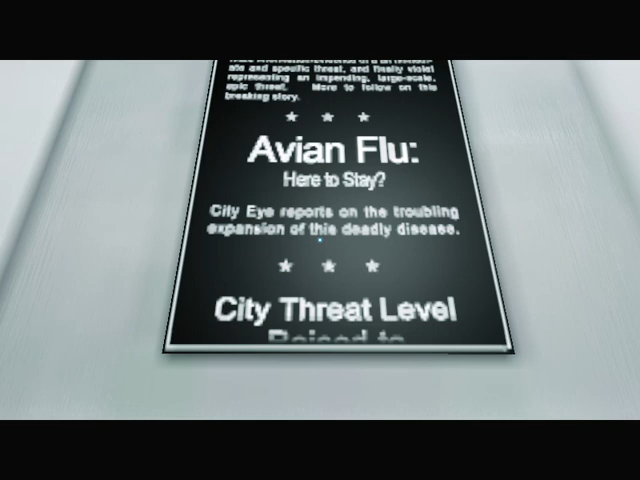 ate and specific threat, and finally violet
representing an impending, large-scale,
epic threat. More to follow on this
breaking story.
* * *
Avian Flu:
Here to Stay?
City Eye reports on the troubling
expansion of this deadly disease.
* * *
City Threat Level
Raised to